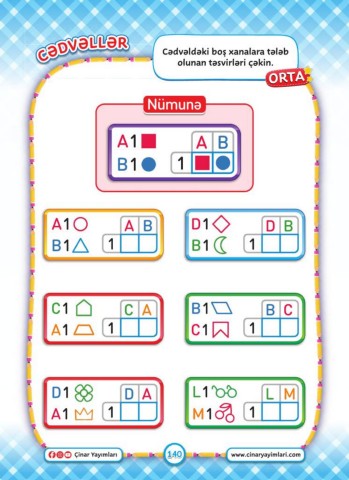 CƏDVƏLLƏR
Cədvəldəki boş xanalara tələb
olunan təsvirləri çəkin.
ORTA
Nümunə
A1
B1
A B
1
A1
B1
A B
1
D1
B1
D B
1
C1
A1
C A
1
B1
C1
B C
1
D1
A1
D A
1
L1
M1
L M
1
Çinar Yayımları
140
www.cinaryayimlari.com